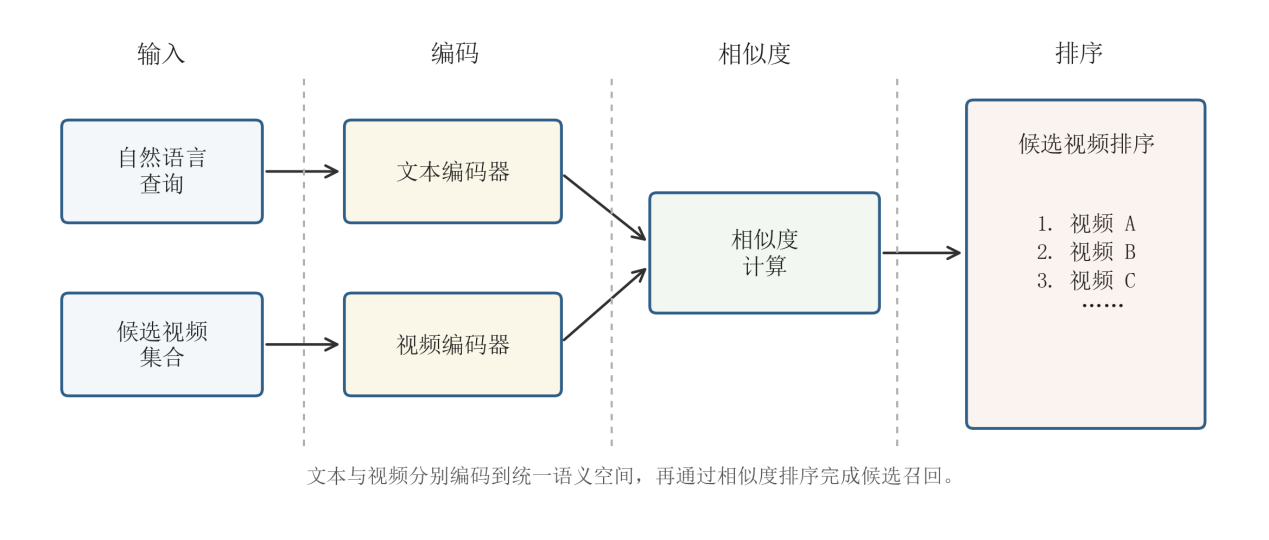 输入
编码
相似度
排序
自然语言
查询
文本编码器
候选视频
集合
视频编码器
相似度
计算
候选视频排序
1. 视频 A
2. 视频 B
3. 视频 C
……
文本与视频分别编码到统一语义空间，再通过相似度排序完成候选召回。